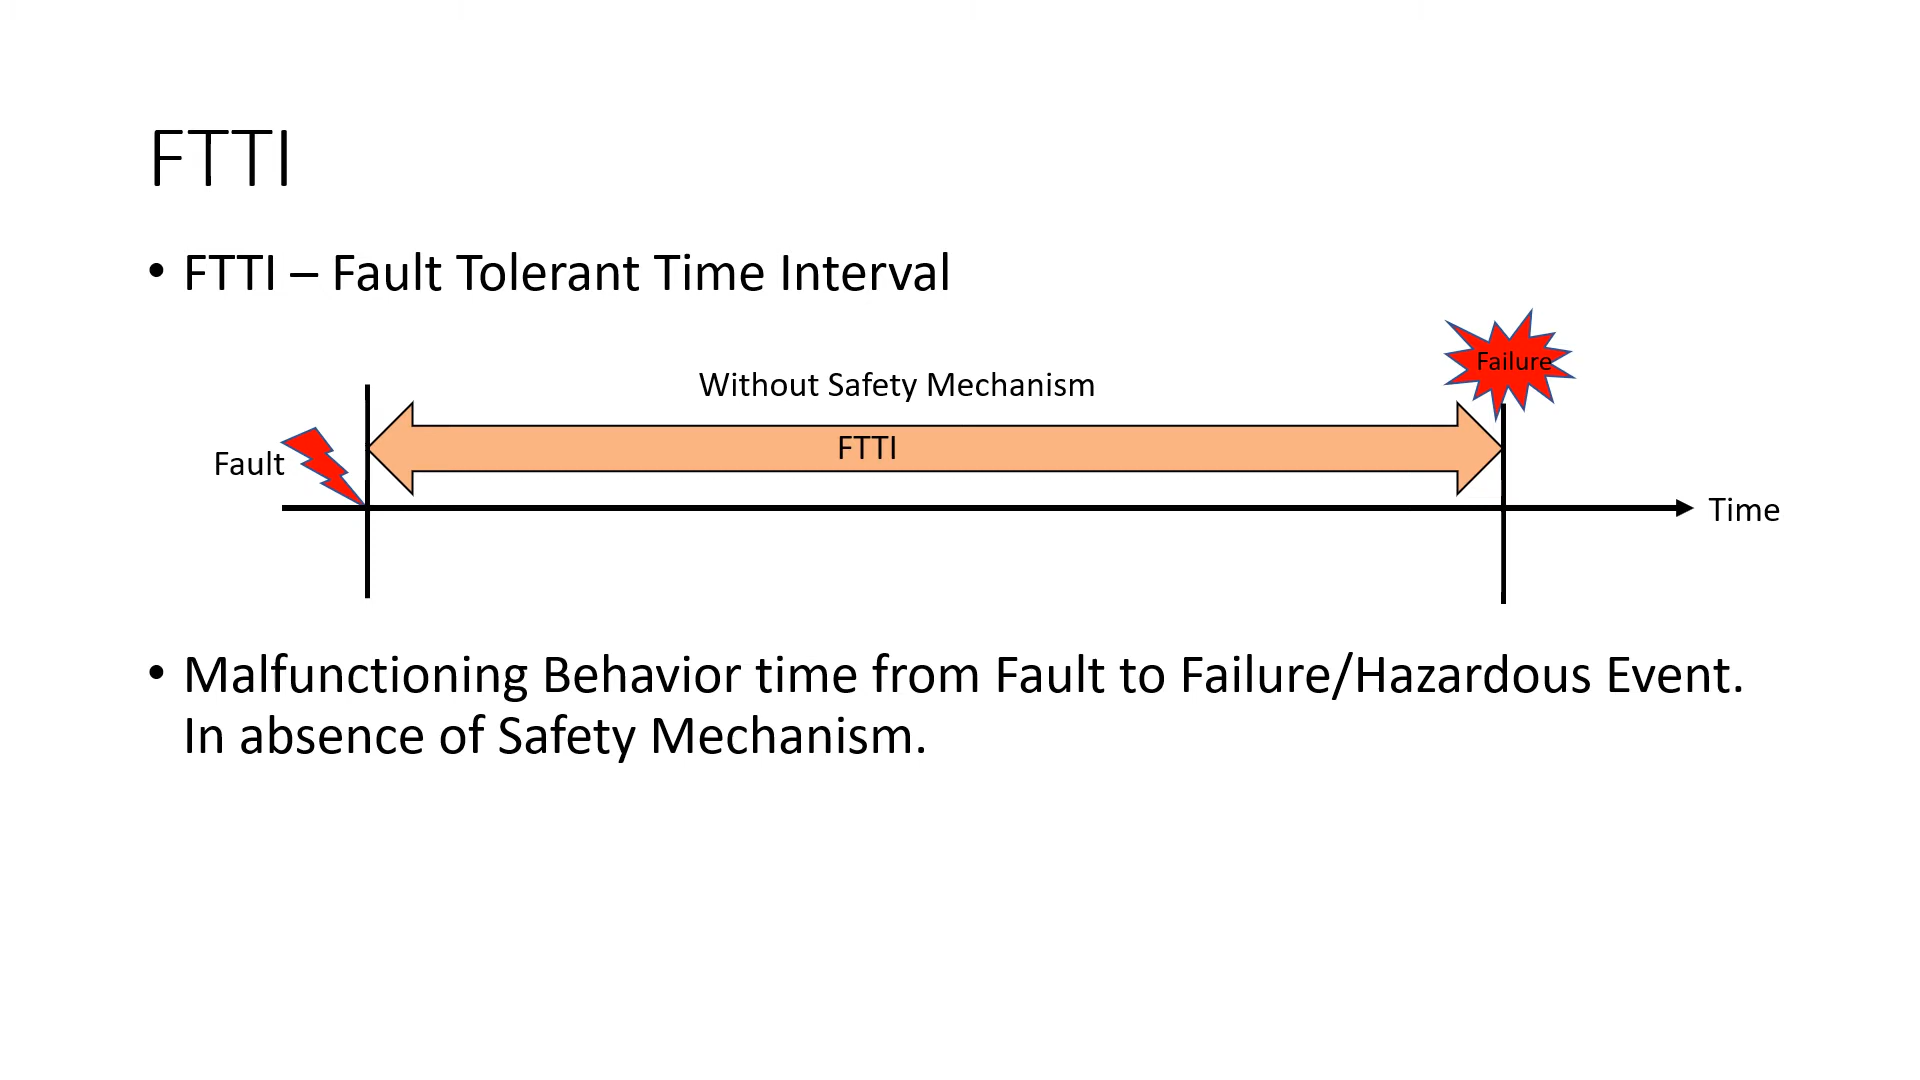 FTTI
• FTTI – Fault Tolerant Time Interval
Failure
Without Safety Mechanism
FTTI
Fault
Time
• Malfunctioning Behavior time from Fault to Failure/Hazardous Event.
In absence of Safety Mechanism.